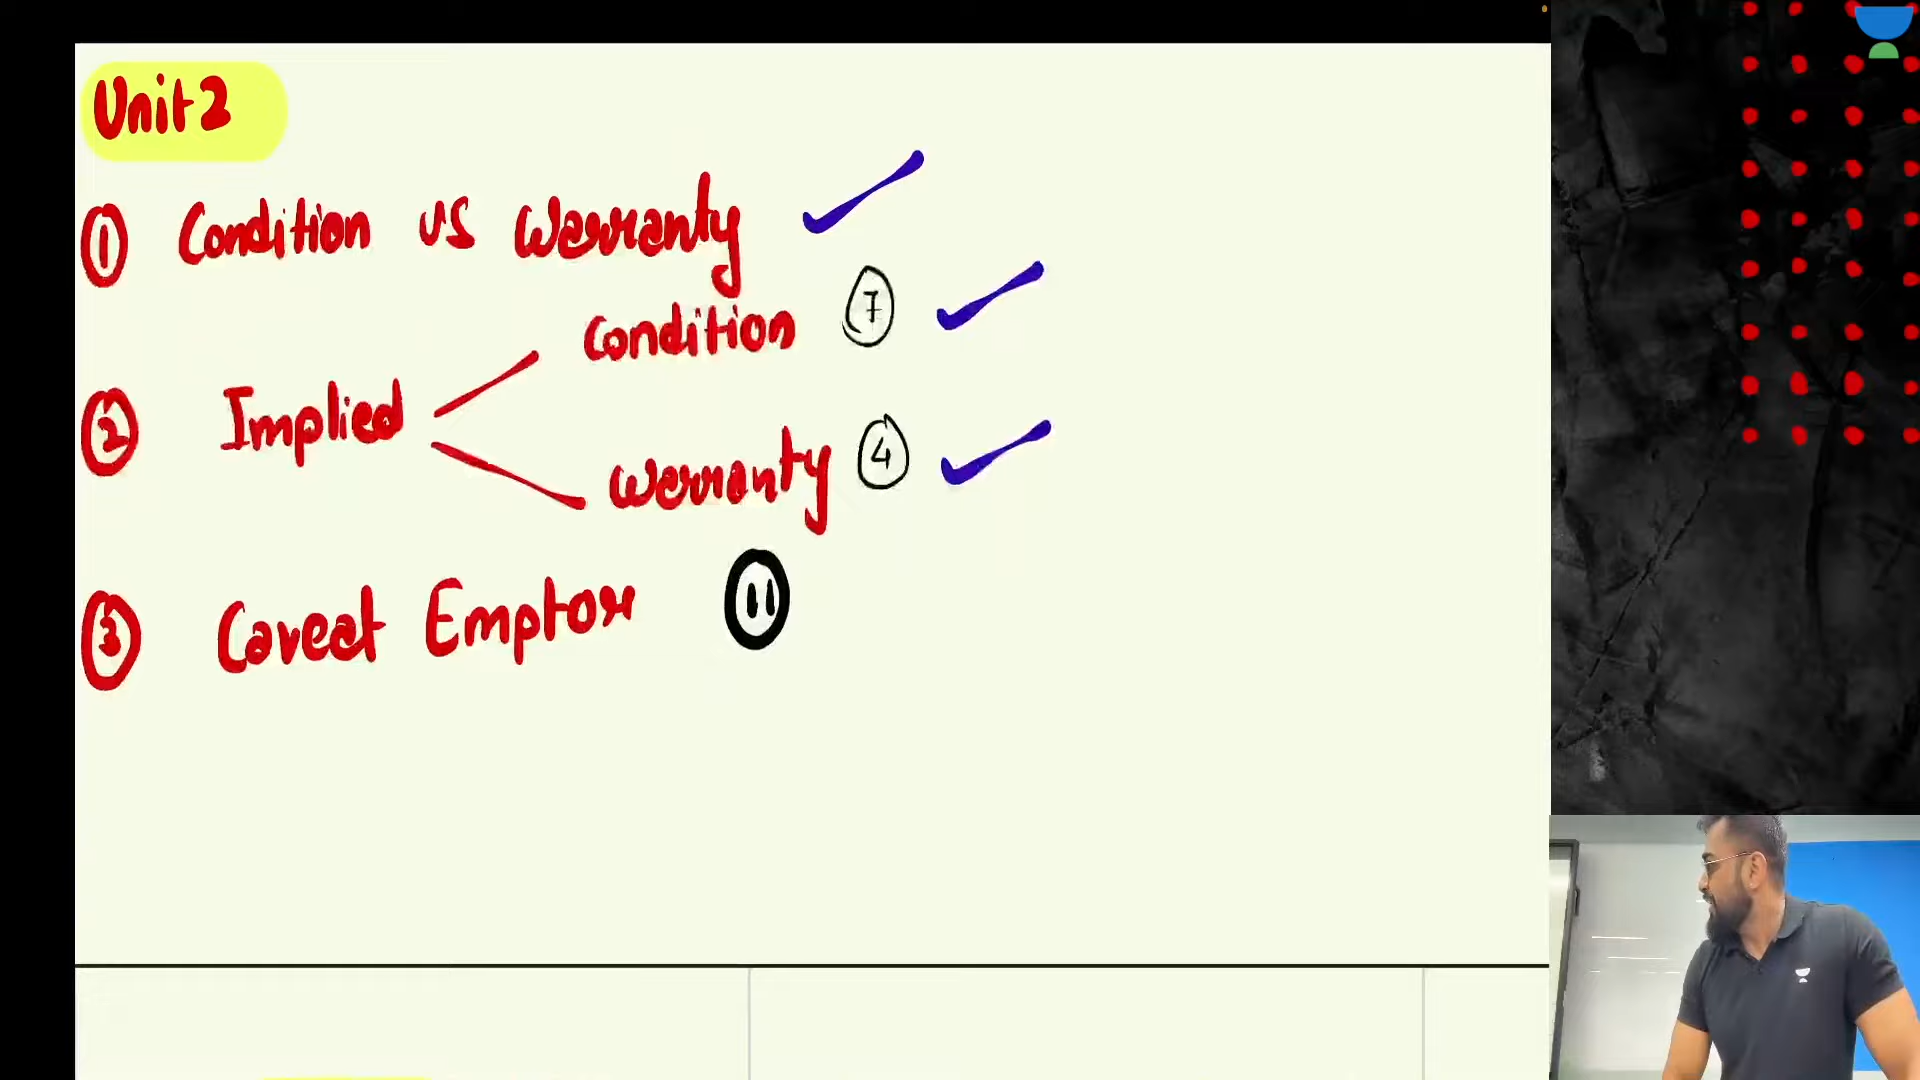 Unit 2
① Condition vs Warranty
Condition ⑦
② Implied
Warranty ④
③ Caveat Emptor ⑪